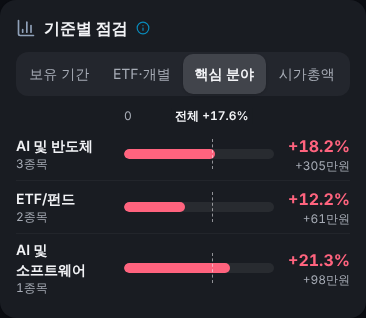 기준별 점검
보유 기간 ETF·개별 핵심 분야 시가총액
0 전체 +17.6%
AI 및 반도체 +18.2%
3종목 +305만원
ETF/펀드 +12.2%
2종목 +61만원
AI 및
소프트웨어 +21.3%
1종목 +98만원